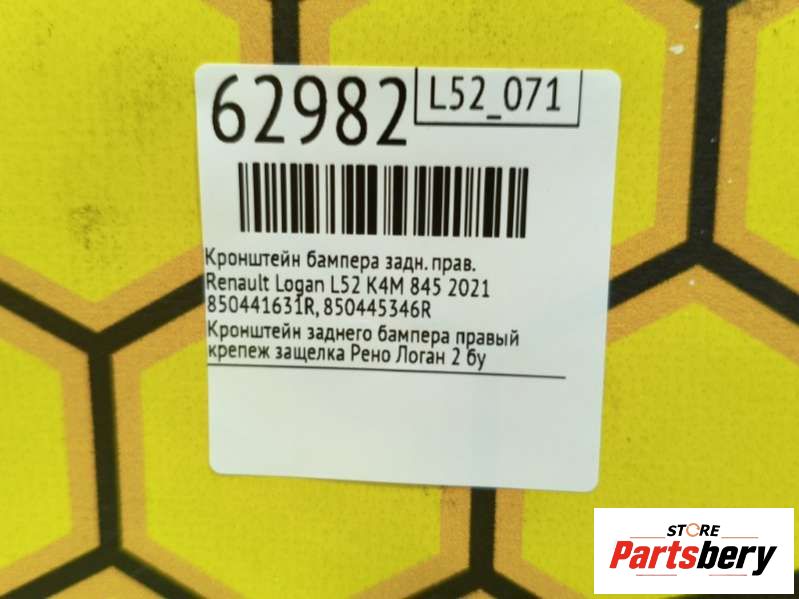 62982
L52_071
Кронштейн бампера задн. прав.
Renault Logan L52 K4M 845 2021
850441631R, 850445346R
Кронштейн заднего бампера правый
крепеж защелка Рено Логан 2 бу
STORE
Partsbery